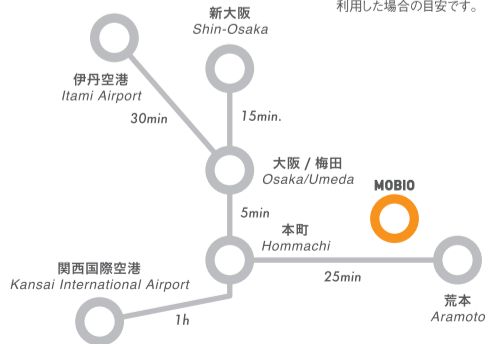 利用した場合の目安です。
新大阪
Shin-Osaka
伊丹空港
Itami Airport
30min
15min.
大阪 / 梅田
Osaka/Umeda
MOBIO
5min
本町
Hommachi
関西国際空港
Kansai International Airport
25min
荒本
Aramoto
1h